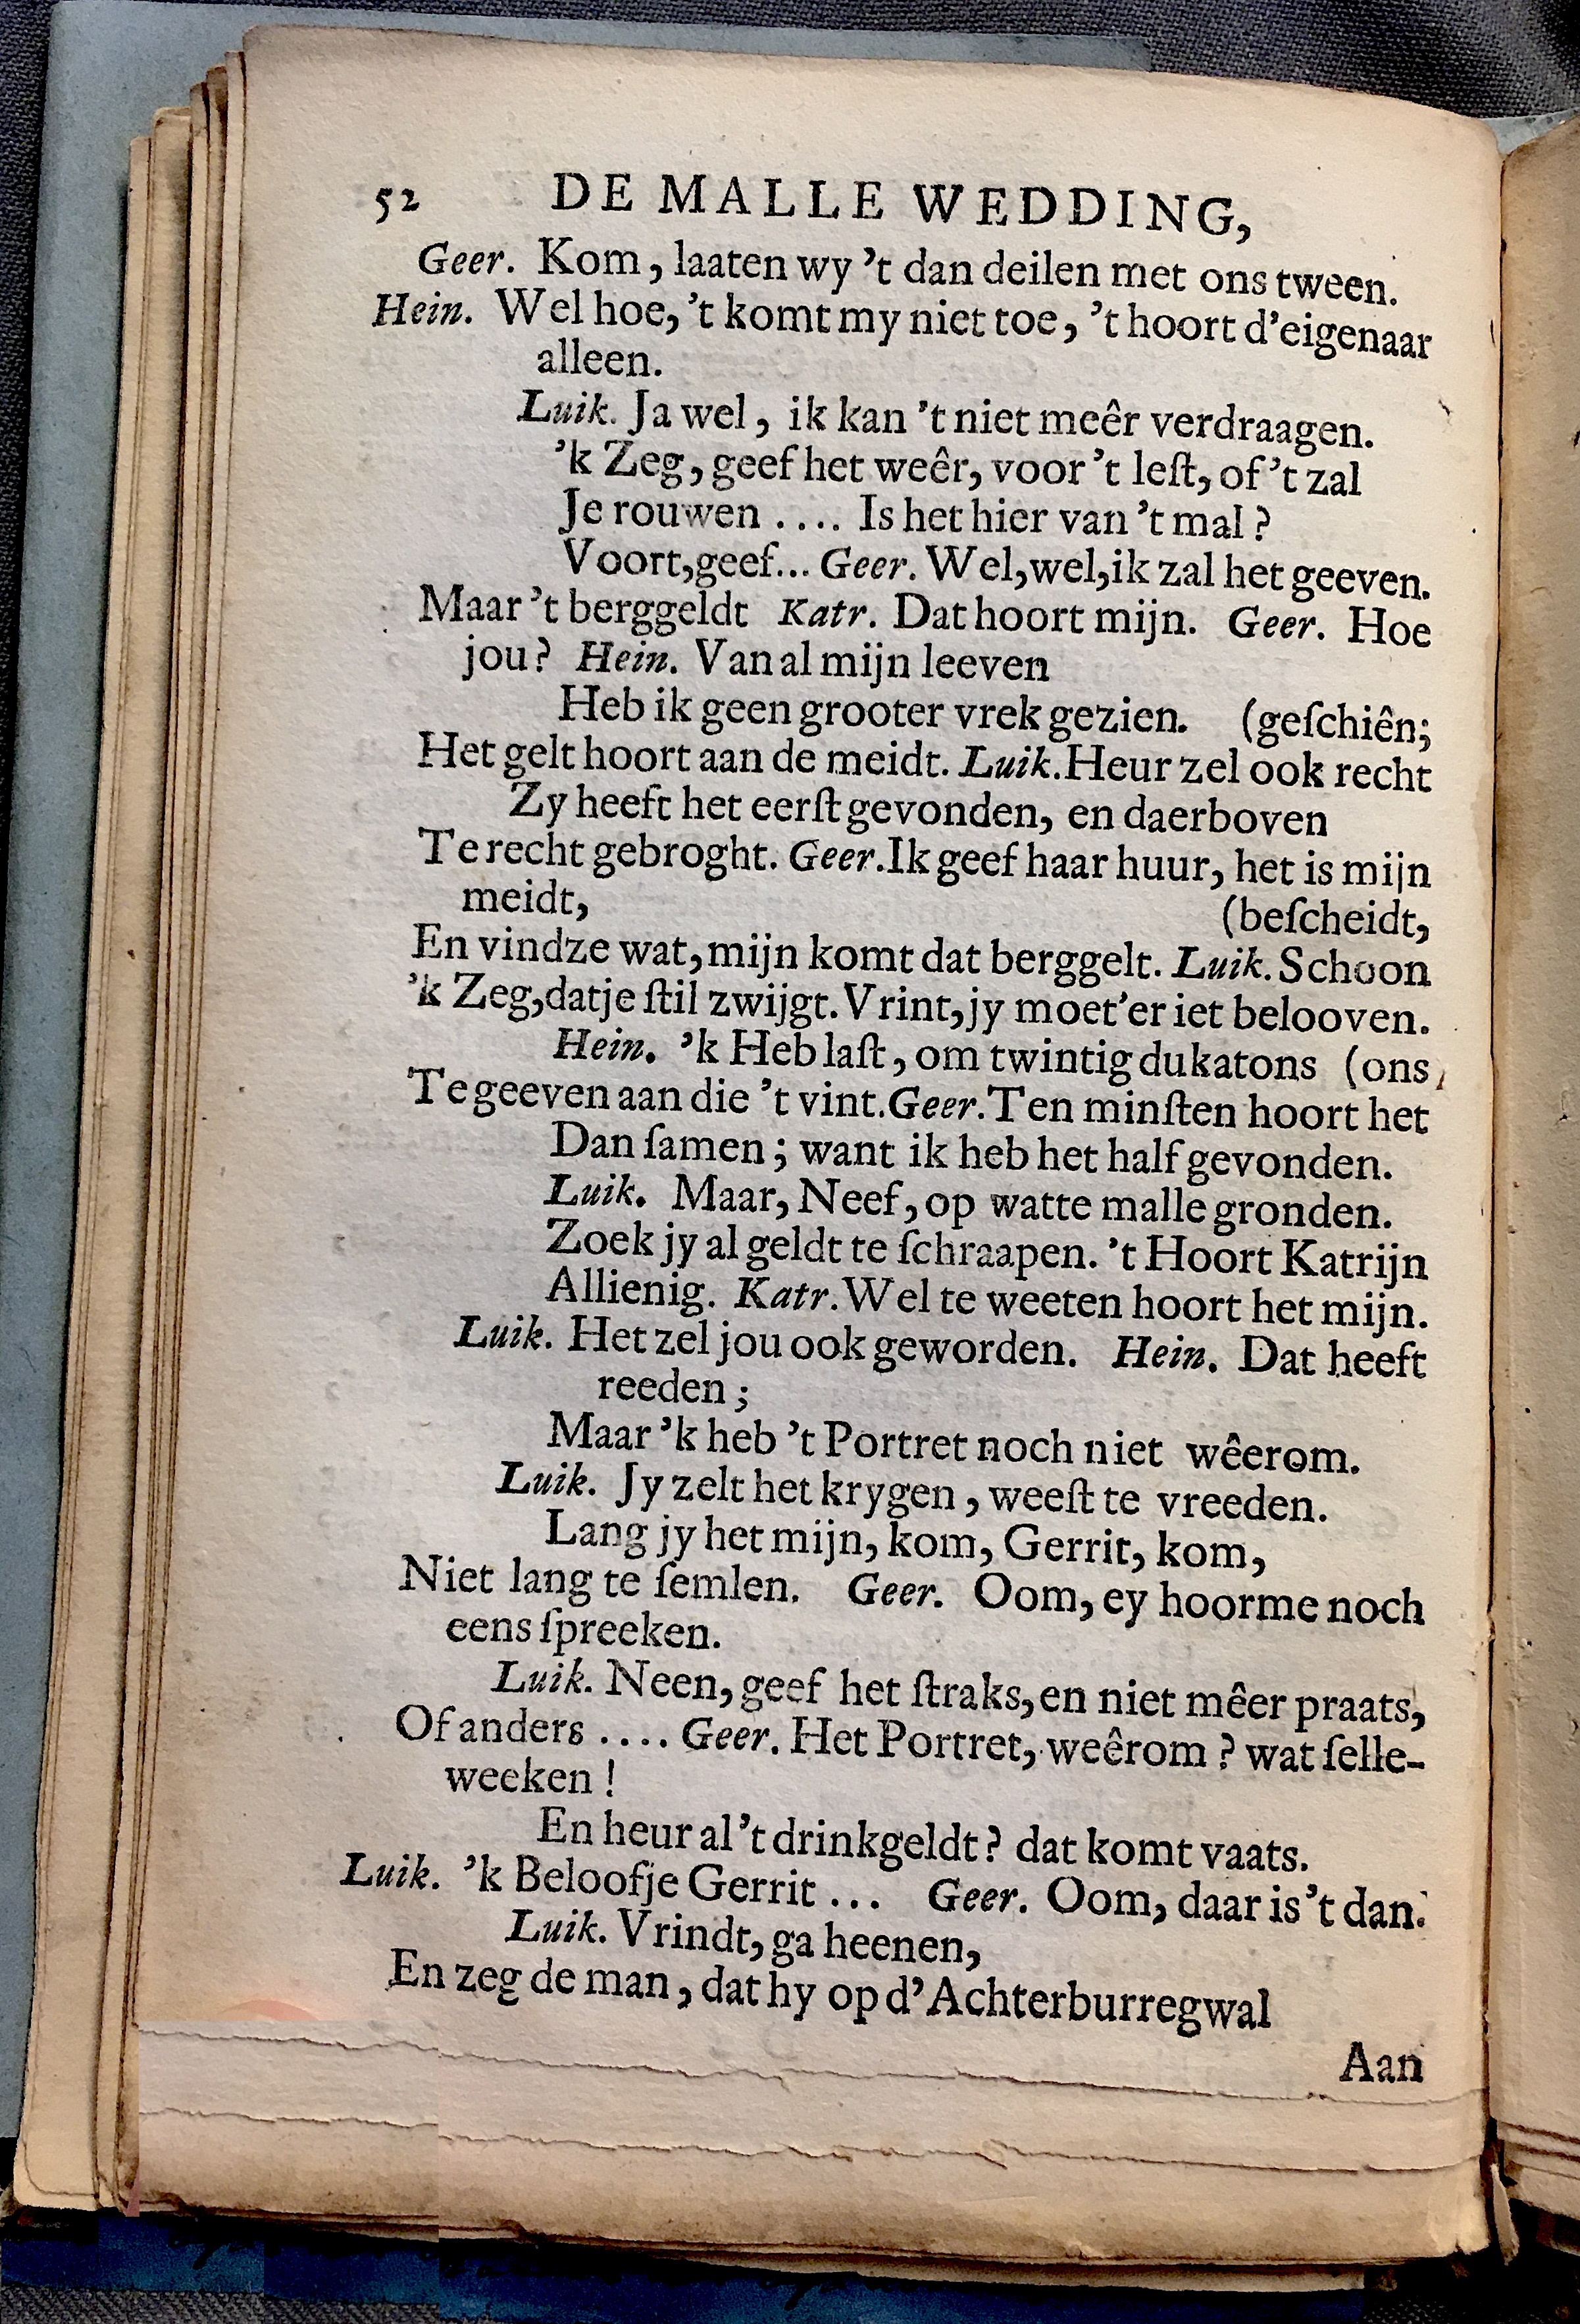 52 DE MALLE WEDDING,
Geer. Kom, laaten wy 't dan deilen met ons tween.
Hein. Wel hoe, 't komt my niet toe, 't hoort d'eigenaar
alleen.
Luik. Ja wel, ik kan 't niet meêr verdraagen.
'k Zeg, geef het weêr, voor 't leſt, of 't zal
Je rouwen .... Is het hier van 't mal?
Voort, geef... Geer. Wel, wel, ik zal het geeven.
Maar 't berggeldt Katr. Dat hoort mijn. Geer. Hoe
jou? Hein. Van al mijn leeven
Heb ik geen grooter vrek gezien. (geſchiên;
Het gelt hoort aan de meidt. Luik. Heur zel ook recht
Zy heeft het eerſt gevonden, en daerboven
Te recht gebroght. Geer. Ik geef haar huur, het is mijn
meidt, (beſcheidt,
En vindze wat, mijn komt dat berggelt. Luik. Schoon
'k Zeg, datje ſtil zwijgt. Vrint, jy moet'er iet belooven.
Hein. 'k Heb laſt, om twintig dukatons (ons,
Te geeven aan die 't vint. Geer. Ten minſten hoort het
Dan ſamen; want ik heb het half gevonden.
Luik. Maar, Neef, op watte malle gronden.
Zoek jy al geldt te ſchraapen. 't Hoort Katrijn
Allienig. Katr. Wel te weeten hoort het mijn.
Luik. Het zel jou ook geworden. Hein. Dat heeft
reeden;
Maar 'k heb 't Portret noch niet wêerom.
Luik. Jy zelt het krygen, weeſt te vreeden.
Lang jy het mijn, kom, Gerrit, kom,
Niet lang te ſemlen. Geer. Oom, ey hoorme noch
eens ſpreeken.
Luik. Neen, geef het ſtraks, en niet mêer praats,
Of anders .... Geer. Het Portret, weêrom? wat ſelle-
weeken!
En heur al 't drinkgeldt? dat komt vaats.
Luik. 'k Beloofje Gerrit ... Geer. Oom, daar is 't dan.
Luik. Vrindt, ga heenen,
En zeg de man, dat hy op d'Achterburregwal
Aan